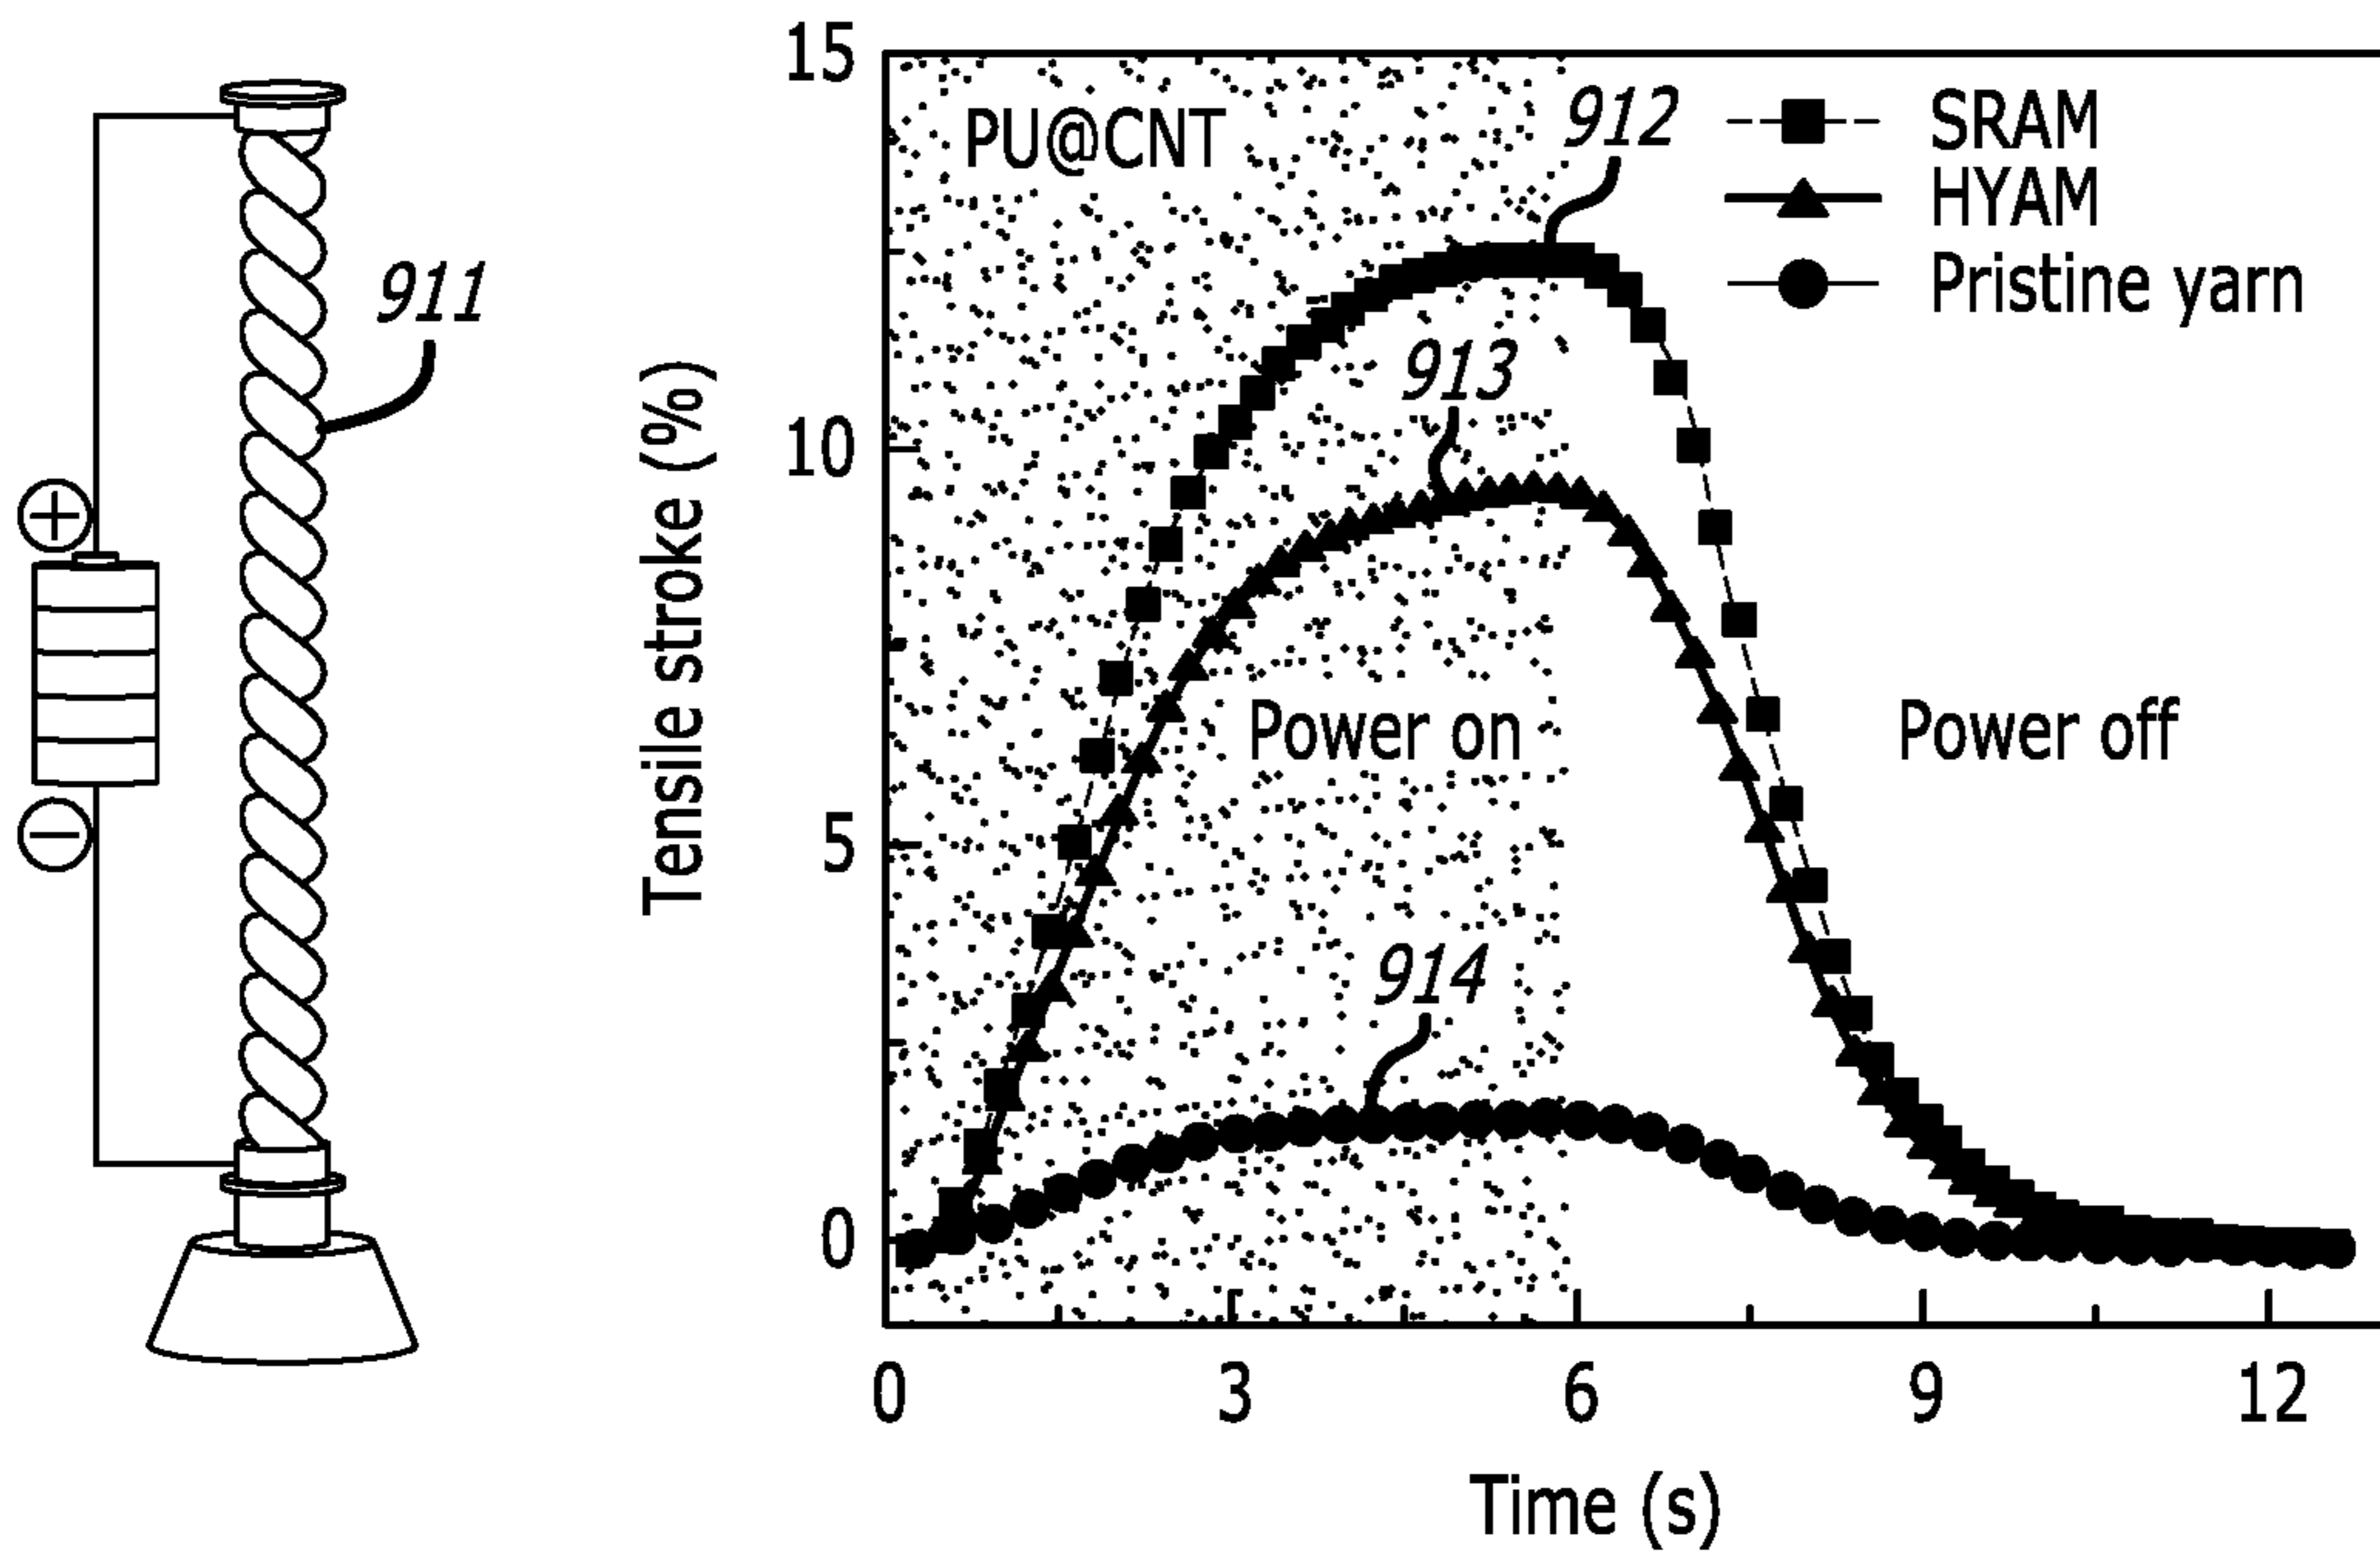 911
+
−
Tensile stroke (%)
15
10
5
0
PU@CNT
912
913
914
SRAM
HYAM
Pristine yarn
Power on
Power off
0 3 6 9 12
Time (s)